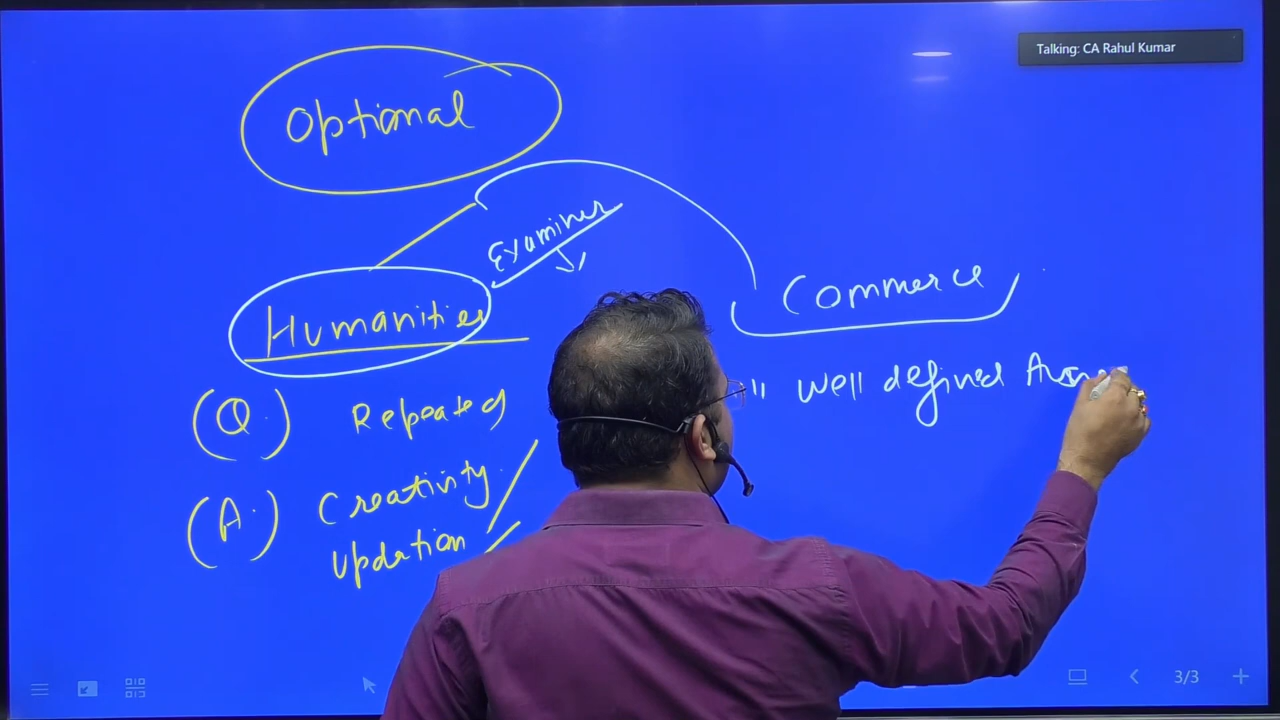 Talking: CA Rahul Kumar
Optional
Examiner
Humanities
Commerce
(Q.) Repeated
" Well defined
(A.) Creativity
Updation
3/3